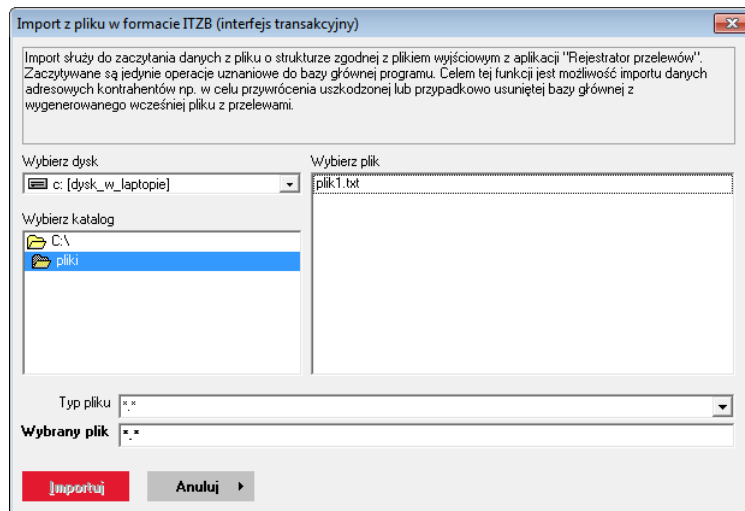 Import z pliku w formacie ITZB (interfejs transakcyjny)
Import służy do zaczytania danych z pliku o strukturze zgodnej z plikiem wyjściowym z aplikacji "Rejestrator przelewów".
Zaczytywane są jedynie operacje uznaniowe do bazy głównej programu. Celem tej funkcji jest możliwość importu danych
adresowych kontrahentów np. w celu przywrócenia uszkodzonej lub przypadkowo usuniętej bazy głównej z
wygenerowanego wcześniej pliku z przelewami.
Wybierz dysk
c: [dysk_w_laptopie]
Wybierz plik
plik1.txt
Wybierz katalog
C:\
pliki
Typ pliku *.*
Wybrany plik *.*
Importuj Anuluj